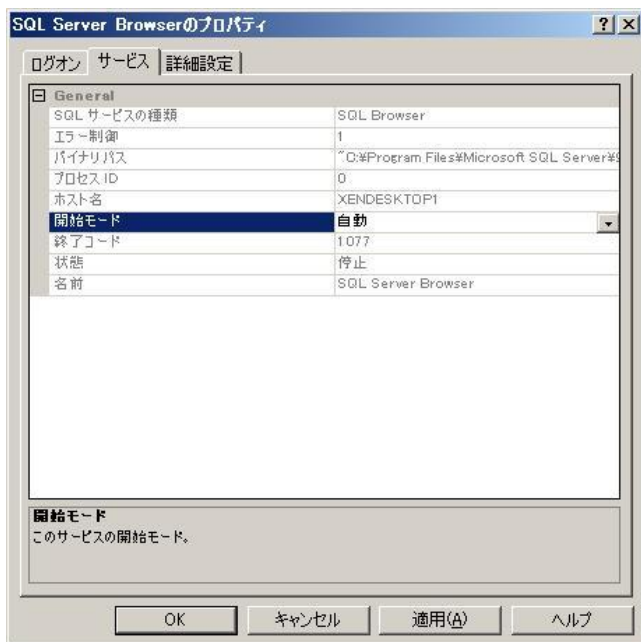 SQL Server Browserのプロパティ
ログオン サービス 詳細設定
General
SQL サービスの種類 SQL Browser
エラー制御 1
バイナリ パス "C:¥Program Files¥Microsoft SQL Server¥9
プロセス ID 0
ホスト名 XENDESKTOP1
開始モード 自動
終了コード 1077
状態 停止
名前 SQL Server Browser
開始モード
このサービスの開始モード。
OK キャンセル 適用(A) ヘルプ